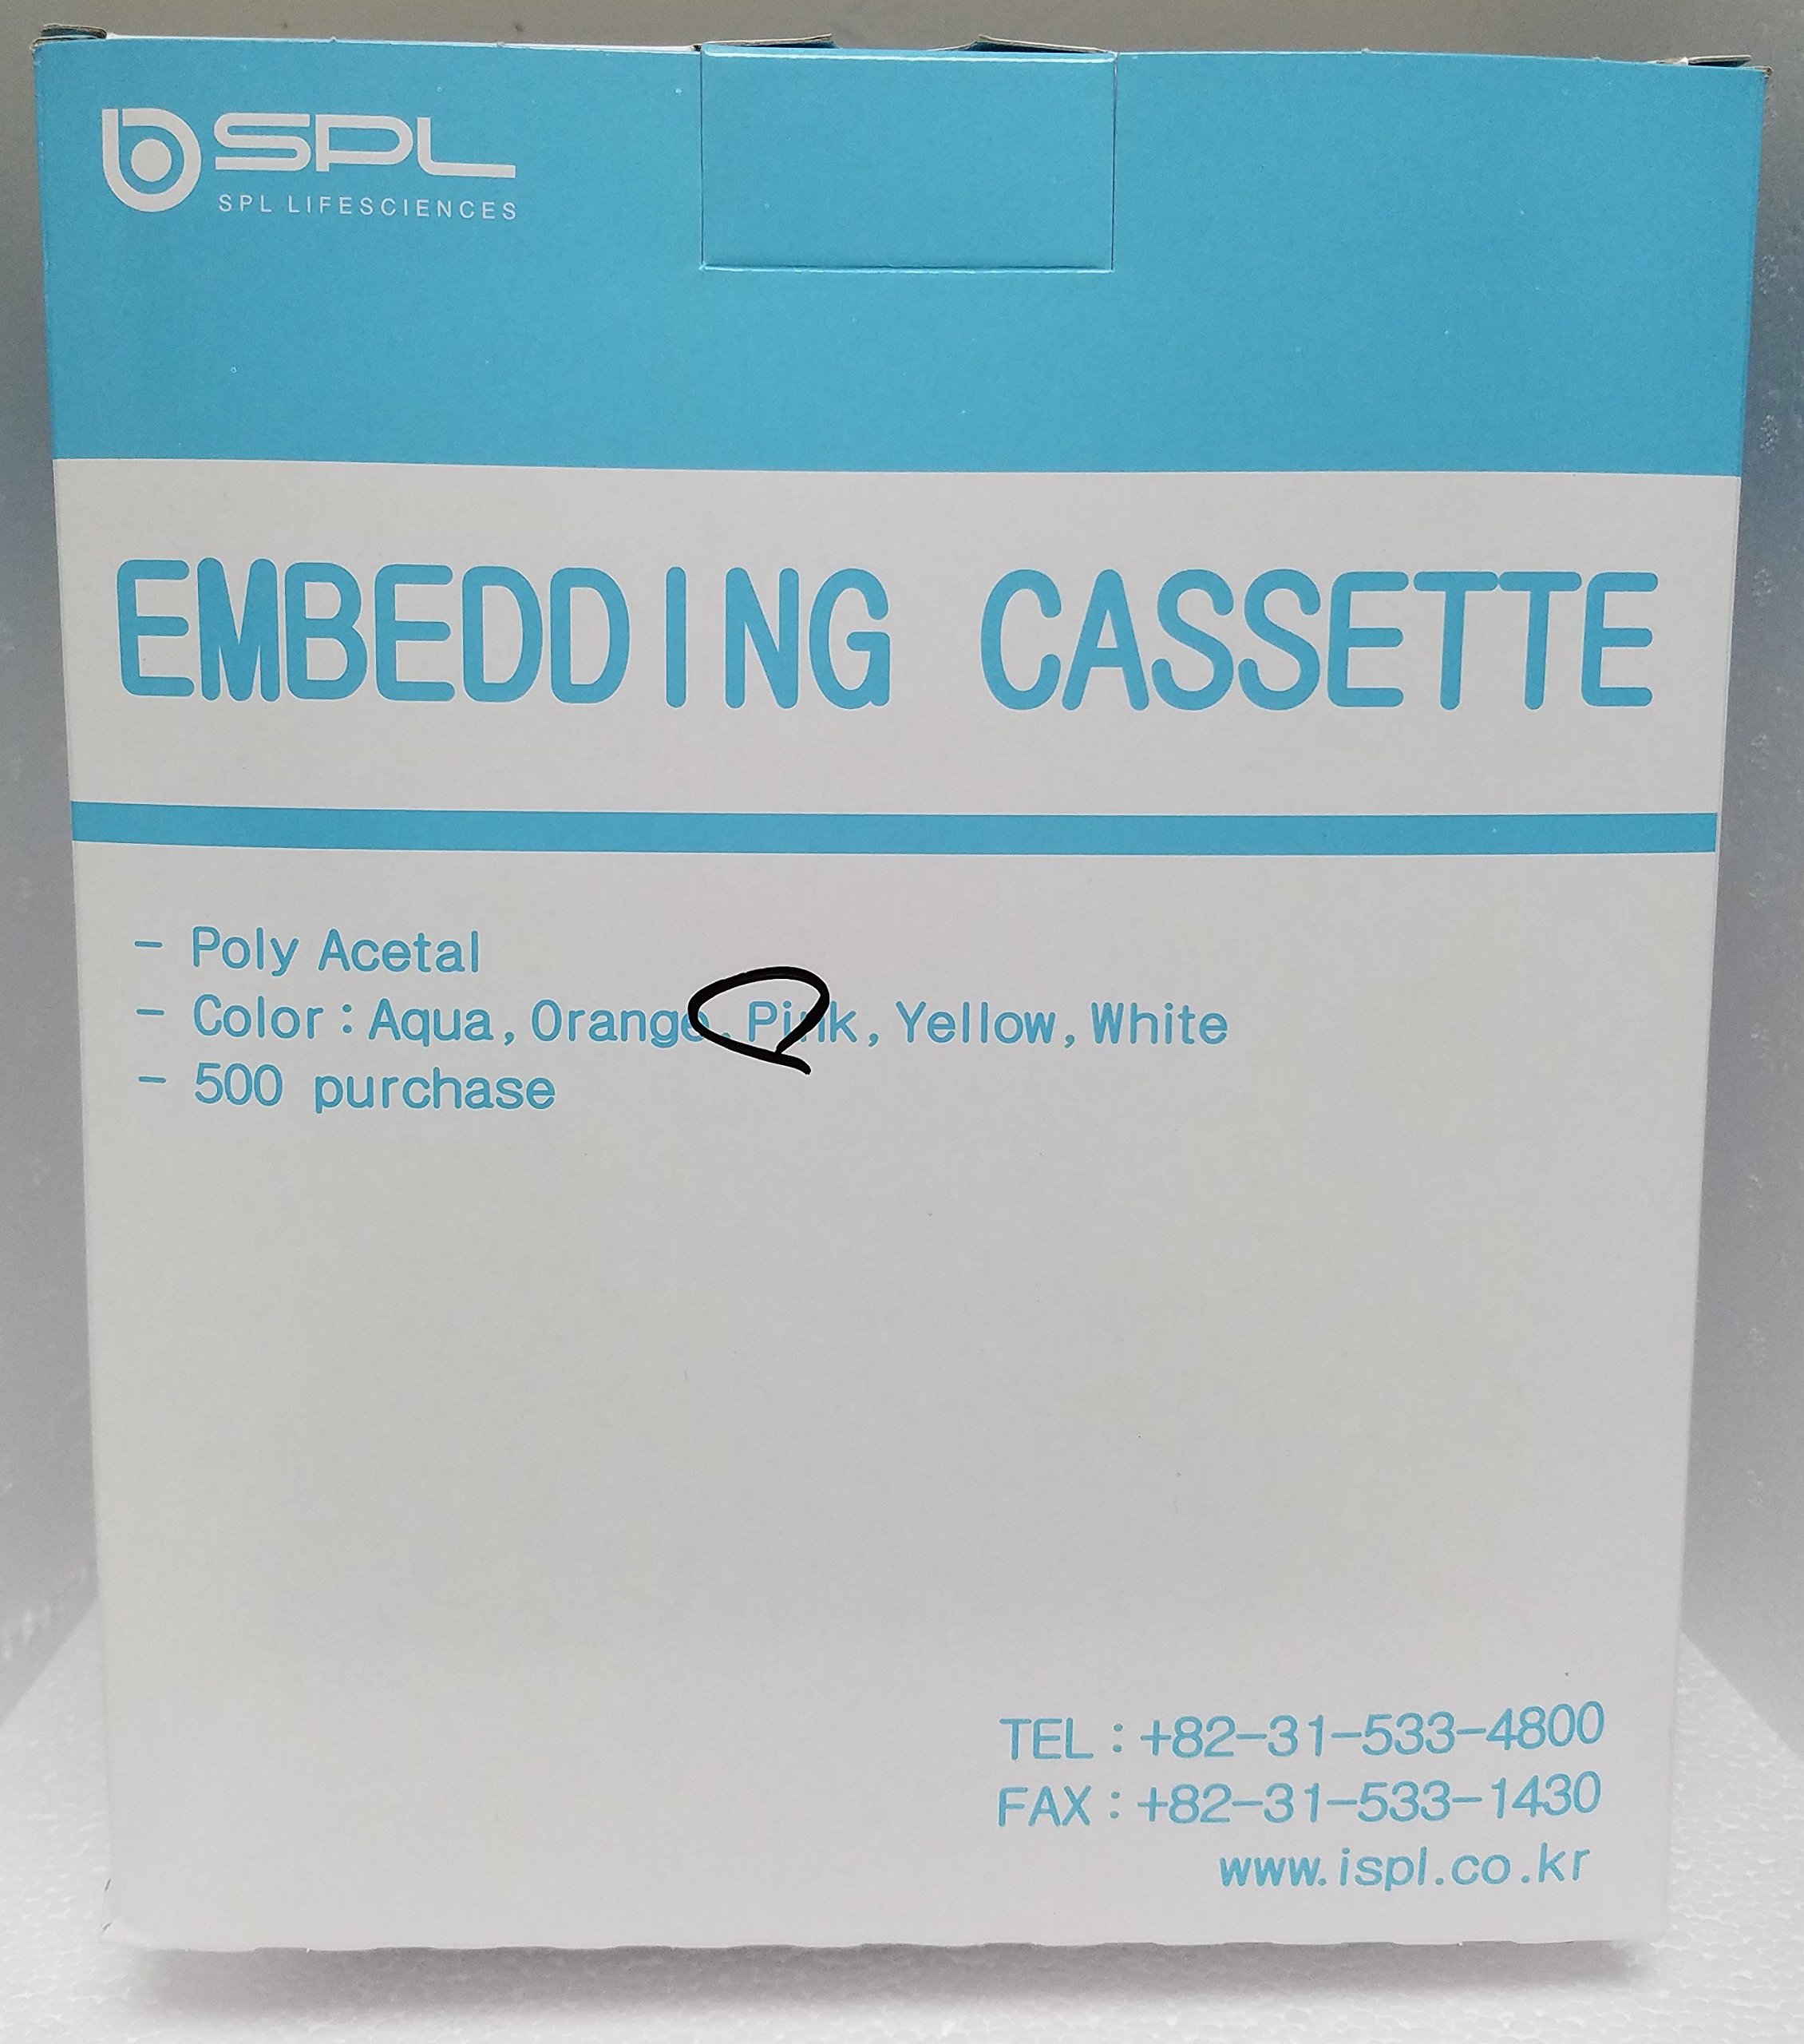 SPL
SPL LIFESCIENCES
EMBEDDING CASSETTE
- Poly Acetal
- Color : Aqua, Orange, Pink, Yellow, White
- 500 purchase
TEL : +82-31-533-4800
FAX : +82-31-533-1430
www.ispl.co.kr